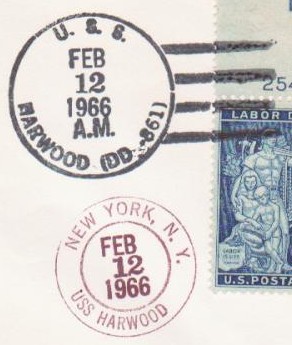 U. S. S.
FEB
12
1966
A.M.
HARWOOD (DD-861)
254
LABOR D
U.S. POSTA
NEW YORK, N. Y.
FEB
12
1966
USS HARWOOD